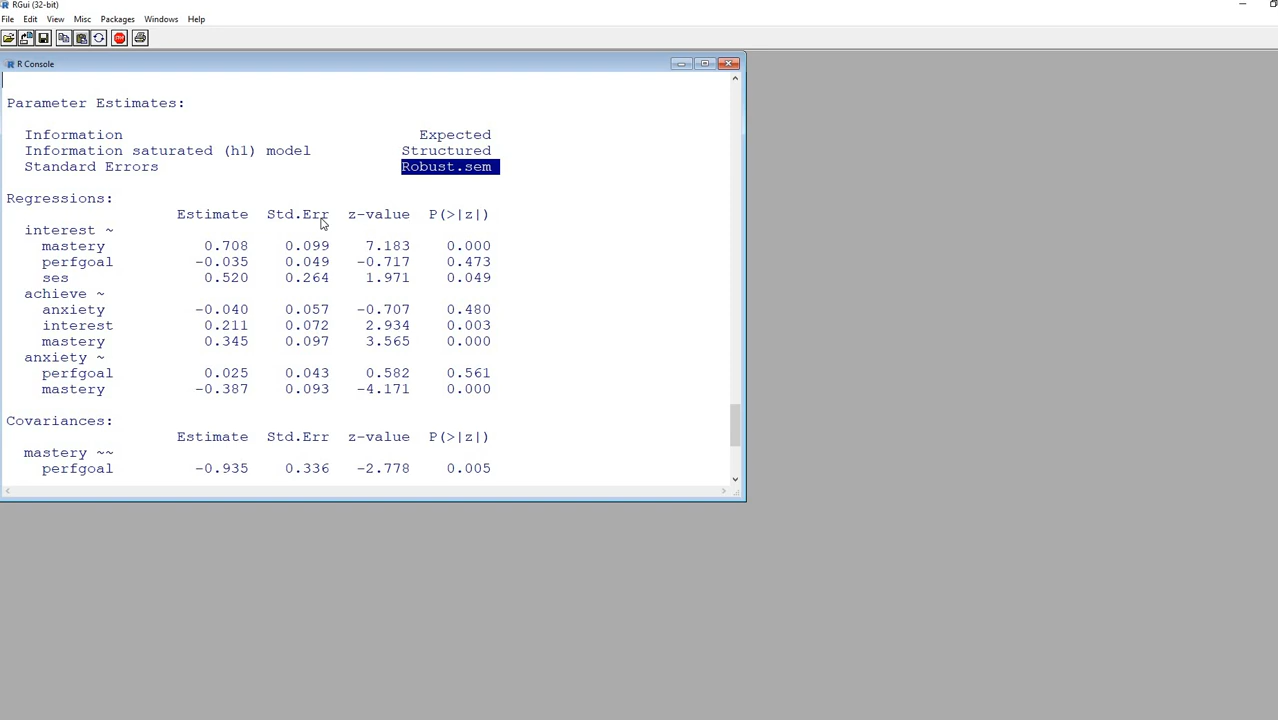 RGui (32-bit)
File Edit View Misc Packages Windows Help
STOP
R Console
Parameter Estimates:
Information Expected
Information saturated (h1) model Structured
Standard Errors Robust.sem
Regressions:
Estimate Std.Err z-value P(>|z|)
interest ~
mastery 0.708 0.099 7.183 0.000
perfgoal -0.035 0.049 -0.717 0.473
ses 0.520 0.264 1.971 0.049
achieve ~
anxiety -0.040 0.057 -0.707 0.480
interest 0.211 0.072 2.934 0.003
mastery 0.345 0.097 3.565 0.000
anxiety ~
perfgoal 0.025 0.043 0.582 0.561
mastery -0.387 0.093 -4.171 0.000
Covariances:
Estimate Std.Err z-value P(>|z|)
mastery ~~
perfgoal -0.935 0.336 -2.778 0.005